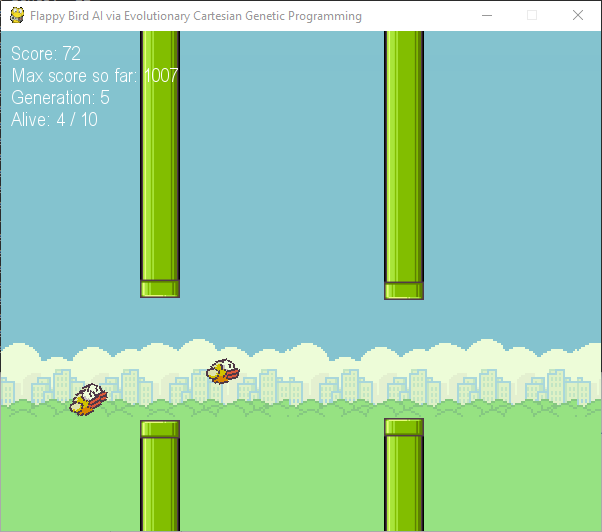 Flappy Bird AI via Evolutionary Cartesian Genetic Programming
Score: 72
Max score so far: 1007
Generation: 5
Alive: 4 / 10